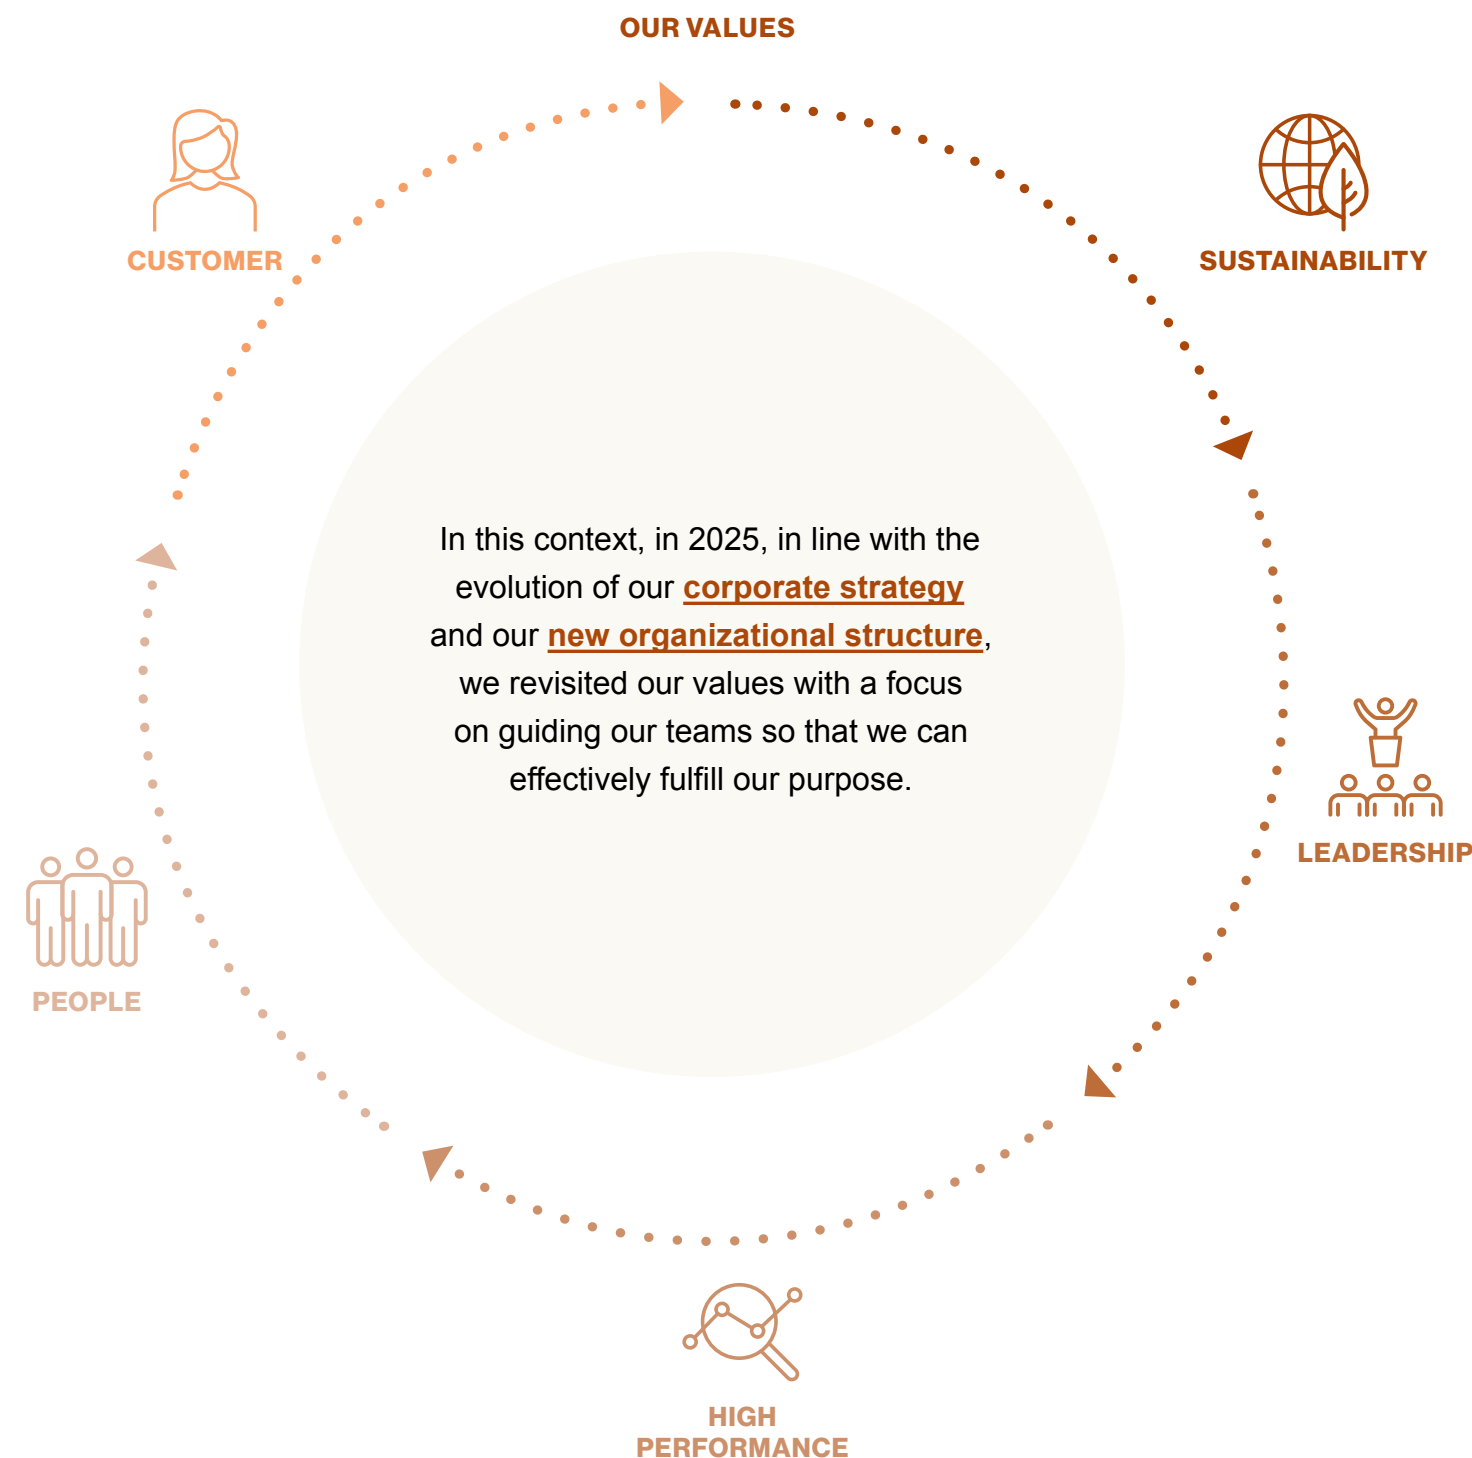 OUR VALUES
CUSTOMER
SUSTAINABILITY
In this context, in 2025, in line with the
evolution of our corporate strategy
and our new organizational structure,
we revisited our values with a focus
on guiding our teams so that we can
effectively fulfill our purpose.
LEADERSHIP
PEOPLE
HIGH
PERFORMANCE